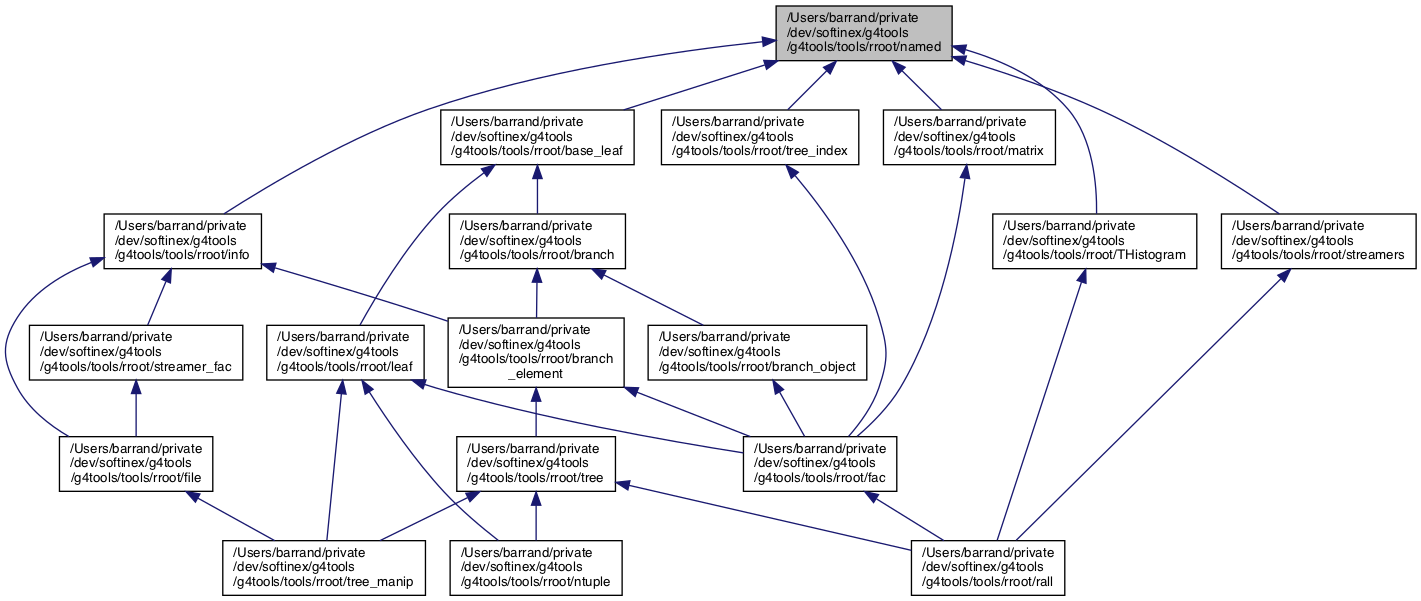 /Users/barrand/private
/dev/softinex/g4tools
/g4tools/tools/rroot/named
/Users/barrand/private
/dev/softinex/g4tools
/g4tools/tools/rroot/base_leaf
/Users/barrand/private
/dev/softinex/g4tools
/g4tools/tools/rroot/tree_index
/Users/barrand/private
/dev/softinex/g4tools
/g4tools/tools/rroot/matrix
/Users/barrand/private
/dev/softinex/g4tools
/g4tools/tools/rroot/info
/Users/barrand/private
/dev/softinex/g4tools
/g4tools/tools/rroot/branch
/Users/barrand/private
/dev/softinex/g4tools
/g4tools/tools/rroot/THistogram
/Users/barrand/private
/dev/softinex/g4tools
/g4tools/tools/rroot/streamers
/Users/barrand/private
/dev/softinex/g4tools
/g4tools/tools/rroot/streamer_fac
/Users/barrand/private
/dev/softinex/g4tools
/g4tools/tools/rroot/leaf
/Users/barrand/private
/dev/softinex/g4tools
/g4tools/tools/rroot/branch
_element
/Users/barrand/private
/dev/softinex/g4tools
/g4tools/tools/rroot/branch_object
/Users/barrand/private
/dev/softinex/g4tools
/g4tools/tools/rroot/file
/Users/barrand/private
/dev/softinex/g4tools
/g4tools/tools/rroot/tree
/Users/barrand/private
/dev/softinex/g4tools
/g4tools/tools/rroot/fac
/Users/barrand/private
/dev/softinex/g4tools
/g4tools/tools/rroot/tree_manip
/Users/barrand/private
/dev/softinex/g4tools
/g4tools/tools/rroot/ntuple
/Users/barrand/private
/dev/softinex/g4tools
/g4tools/tools/rroot/rall